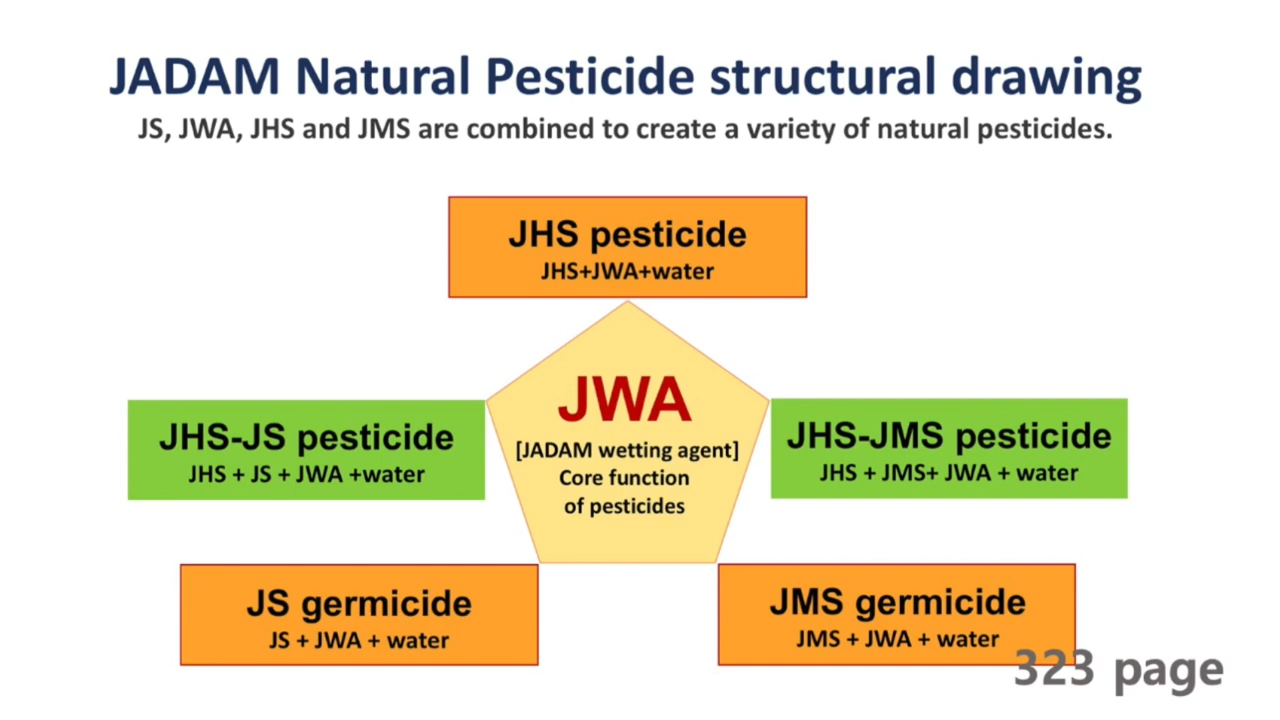 JADAM Natural Pesticide structural drawing
JS, JWA, JHS and JMS are combined to create a variety of natural pesticides.
JHS pesticide
JHS+JWA+water
JWA
[JADAM wetting agent]
Core function
of pesticides
JHS-JS pesticide
JHS + JS + JWA +water
JHS-JMS pesticide
JHS + JMS+ JWA + water
JS germicide
JS + JWA + water
JMS germicide
JMS + JWA + water
323 page